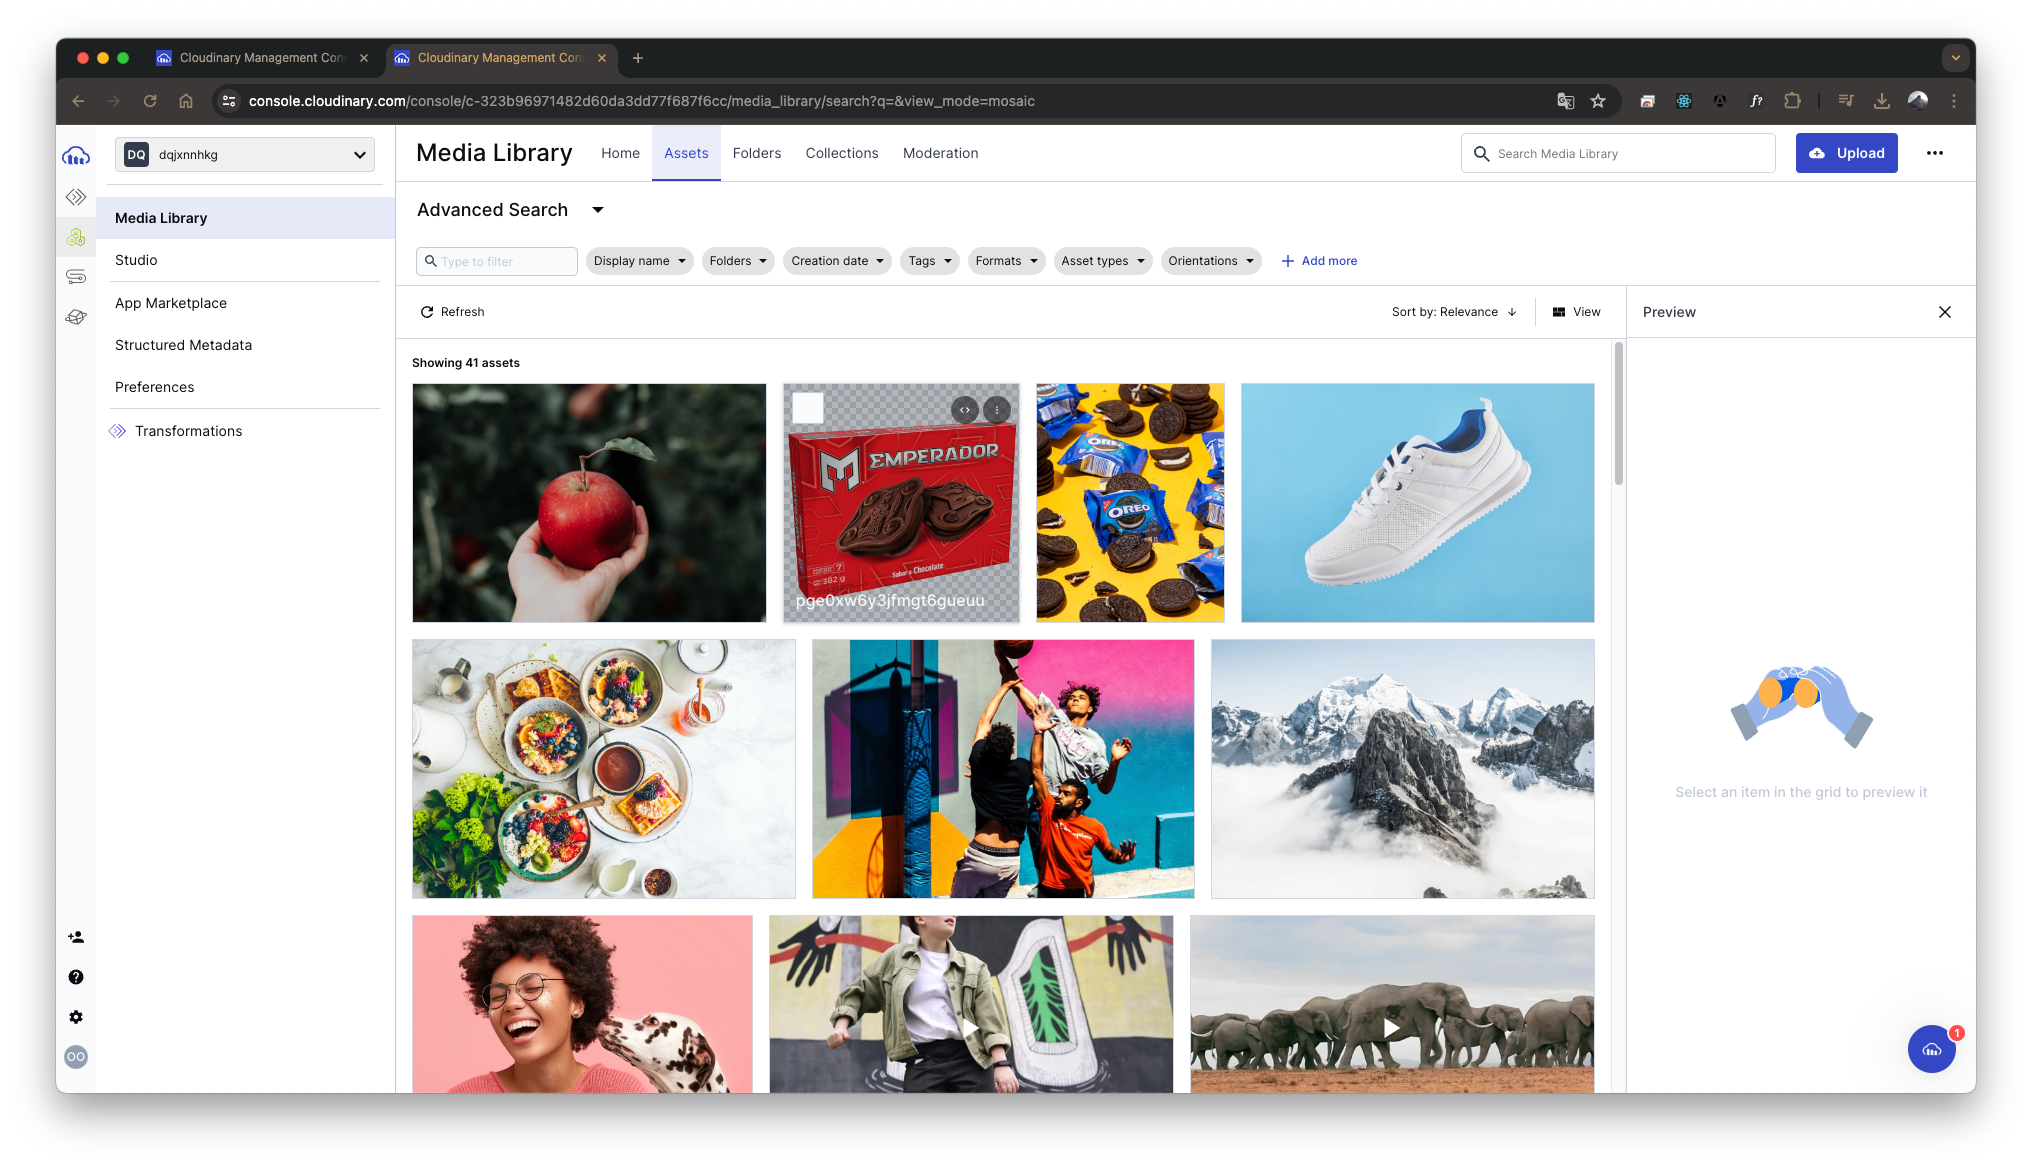 Cloudinary Management Con
Cloudinary Management Con
console.cloudinary.com/console/c-323b96971482d60da3dd77f687f6cc/media_library/search?q=&view_mode=mosaic
DQ dqjxnnhkg
Media Library
Home
Assets
Folders
Collections
Moderation
Search Media Library
Upload
Media Library
Studio
App Marketplace
Structured Metadata
Preferences
Transformations
OO
Advanced Search
Type to filter
Display name
Folders
Creation date
Tags
Formats
Asset types
Orientations
Add more
Refresh
Sort by: Relevance
View
Preview
Showing 41 assets
EMPERADOR
Sabor a Chocolate
7
382 g
pge0xw6y3jfmgt6gueuu
OREO
OREO
Select an item in the grid to preview it
1